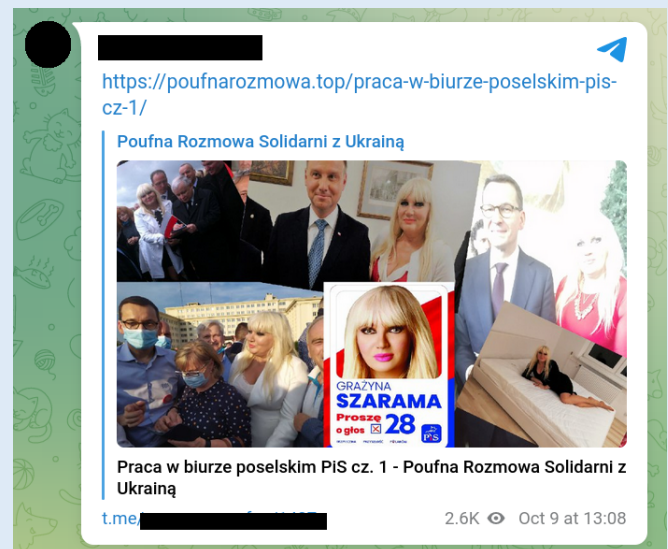 https://poufnarozmowa.top/praca-w-biurze-poselskim-pis-
cz-1/
Poufna Rozmowa Solidarni z Ukrainą
GRAŻYNA
SZARAMA
Proszę
o głos 28
PiS
Praca w biurze poselskim PiS cz. 1 - Poufna Rozmowa Solidarni z
Ukrainą
t.me/
2.6K Oct 9 at 13:08